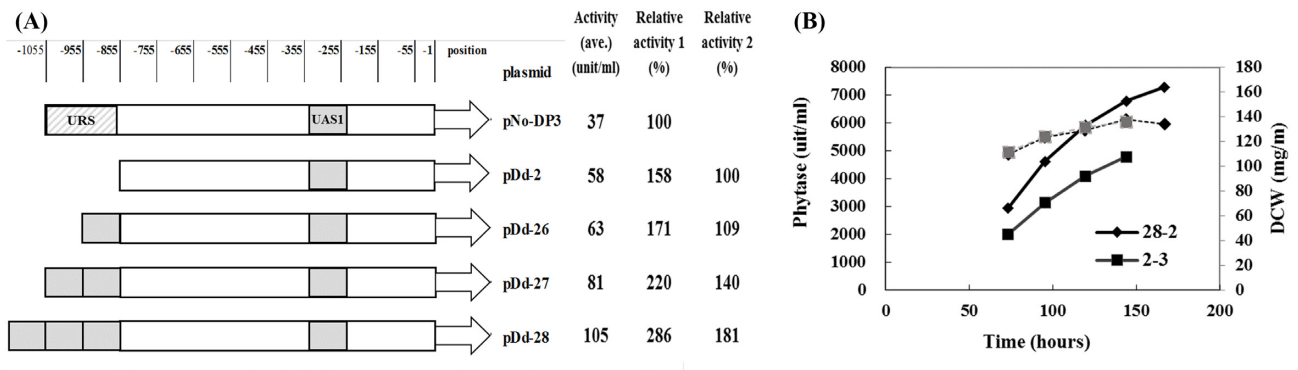 (A)
Activity (ave.) (unit/ml)
Relative activity 1 (%)
Relative activity 2 (%)
-1055 -955 -855 -755 -655 -555 -455 -355 -255 -155 -55 -1 position
plasmid
URS UAS1 pNo-DP3 37 100
pDd-2 58 158 100
pDd-26 63 171 109
pDd-27 81 220 140
pDd-28 105 286 181
(B)
Phytase (uit/ml)
8000
7000
6000
5000
4000
3000
2000
1000
0
180
160
140
120
100
80
60
40
20
0
DCW (mg/m)
28-2
2-3
0 50 100 150 200
Time (hours)